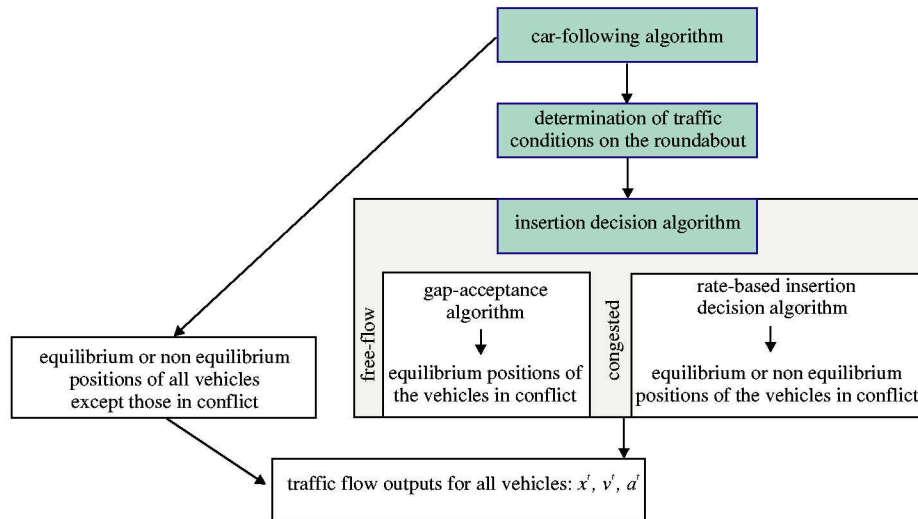 car-following algorithm
determination of traffic
conditions on the roundabout
insertion decision algorithm
free-flow
gap-acceptance
algorithm
equilibrium positions of
the vehicles in conflict
congested
rate-based insertion
decision algorithm
equilibrium or non equilibrium
positions of the vehicles in conflict
equilibrium or non equilibrium
positions of all vehicles
except those in conflict
traffic flow outputs for all vehicles: xᵗ, vᵗ, aᵗ